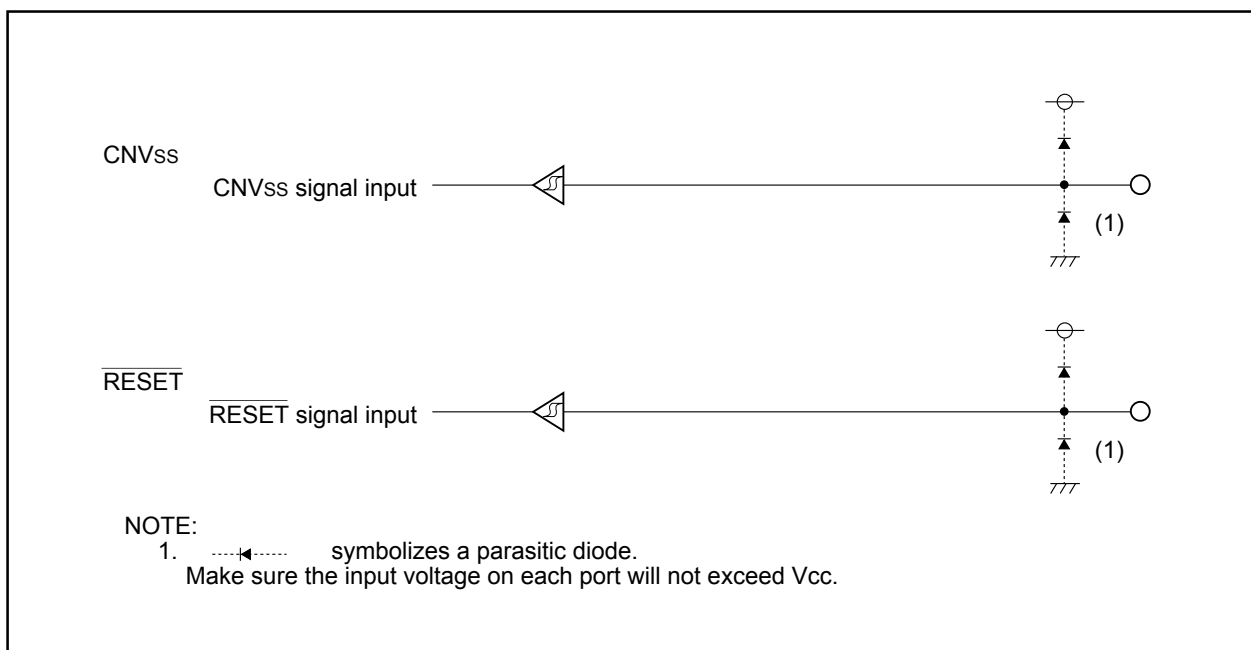 CNVss
CNVss signal input
(1)
RESET
RESET signal input
(1)
NOTE:
1. symbolizes a parasitic diode.
Make sure the input voltage on each port will not exceed Vcc.